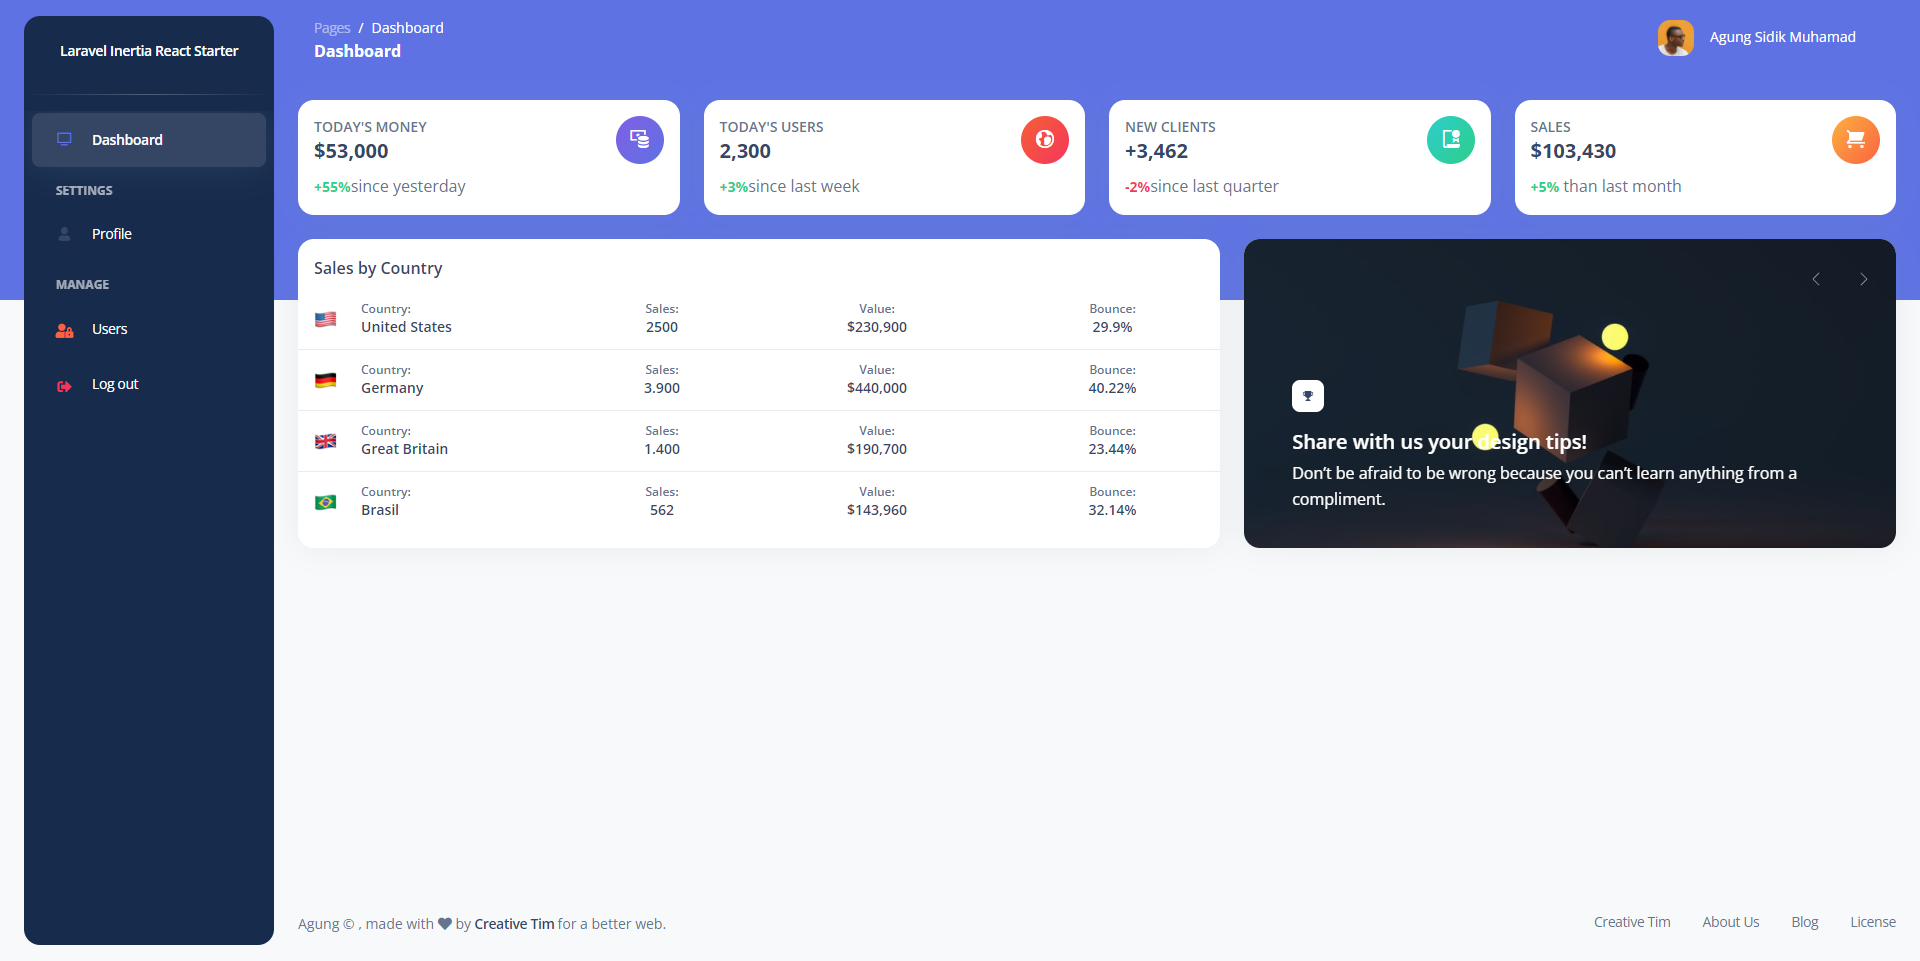 Laravel Inertia React Starter
Dashboard
SETTINGS
Profile
MANAGE
Users
Log out
Pages / Dashboard
Dashboard
Agung Sidik Muhamad
TODAY'S MONEY
$53,000
+55%since yesterday
TODAY'S USERS
2,300
+3%since last week
NEW CLIENTS
+3,462
-2%since last quarter
SALES
$103,430
+5% than last month
Sales by Country
Country: Sales: Value: Bounce:
United States 2500 $230,900 29.9%
Country: Sales: Value: Bounce:
Germany 3.900 $440,000 40.22%
Country: Sales: Value: Bounce:
Great Britain 1.400 $190,700 23.44%
Country: Sales: Value: Bounce:
Brasil 562 $143,960 32.14%
Share with us your design tips!
Don’t be afraid to be wrong because you can’t learn anything from a
compliment.
Agung © , made with ♥ by Creative Tim for a better web.
Creative Tim About Us Blog License